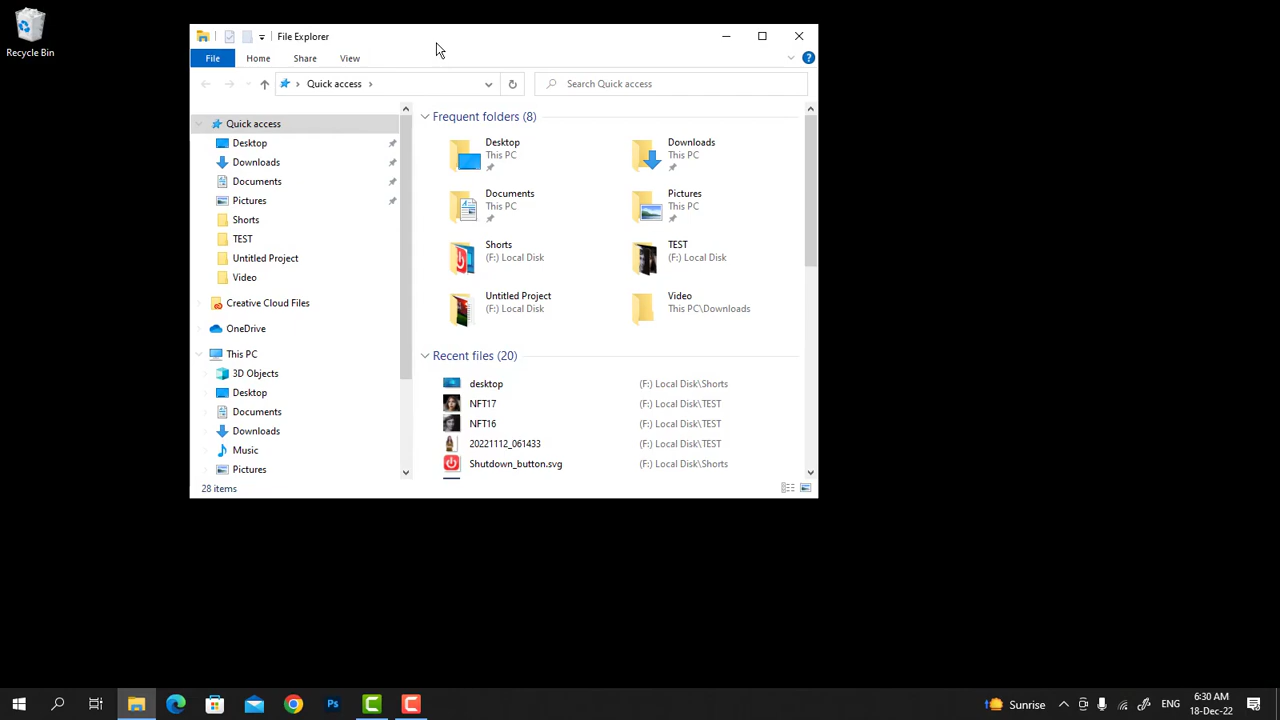 Recycle Bin
File Explorer
File Home Share View
Quick access
Search Quick access
Quick access
Desktop
Downloads
Documents
Pictures
Shorts
TEST
Untitled Project
Video
Creative Cloud Files
OneDrive
This PC
3D Objects
Desktop
Documents
Downloads
Music
Pictures
Frequent folders (8)
Desktop
This PC
Downloads
This PC
Documents
This PC
Pictures
This PC
Shorts
(F:) Local Disk
TEST
(F:) Local Disk
Untitled Project
(F:) Local Disk
Video
This PC\Downloads
Recent files (20)
desktop (F:) Local Disk\Shorts
NFT17 (F:) Local Disk\TEST
NFT16 (F:) Local Disk\TEST
20221112_061433 (F:) Local Disk\TEST
Shutdown_button.svg (F:) Local Disk\Shorts
28 items
Ps
Sunrise
ENG
6:30 AM
18-Dec-22